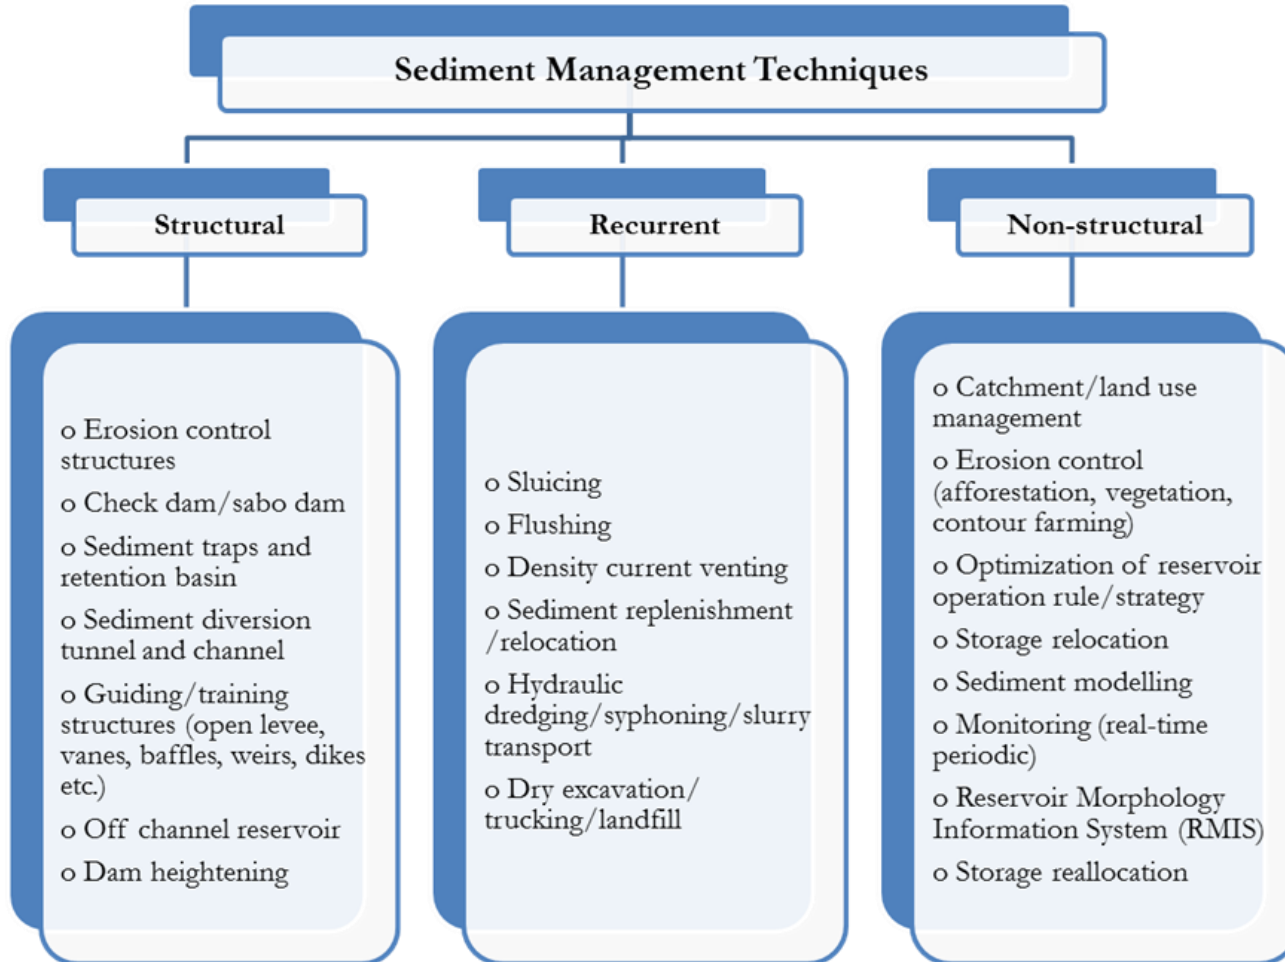 Sediment Management Techniques
Structural
Recurrent
Non-structural
o Erosion control
structures
o Check dam/sabo dam
o Sediment traps and
retention basin
o Sediment diversion
tunnel and channel
o Guiding/training
structures (open levee,
vanes, baffles, weirs, dikes
etc.)
o Off channel reservoir
o Dam heightening
o Sluicing
o Flushing
o Density current venting
o Sediment replenishment
/relocation
o Hydraulic
dredging/syphoning/slurry
transport
o Dry excavation/
trucking/landfill
o Catchment/land use
management
o Erosion control
(afforestation, vegetation,
contour farming)
o Optimization of reservoir
operation rule/strategy
o Storage relocation
o Sediment modelling
o Monitoring (real-time
periodic)
o Reservoir Morphology
Information System (RMIS)
o Storage reallocation